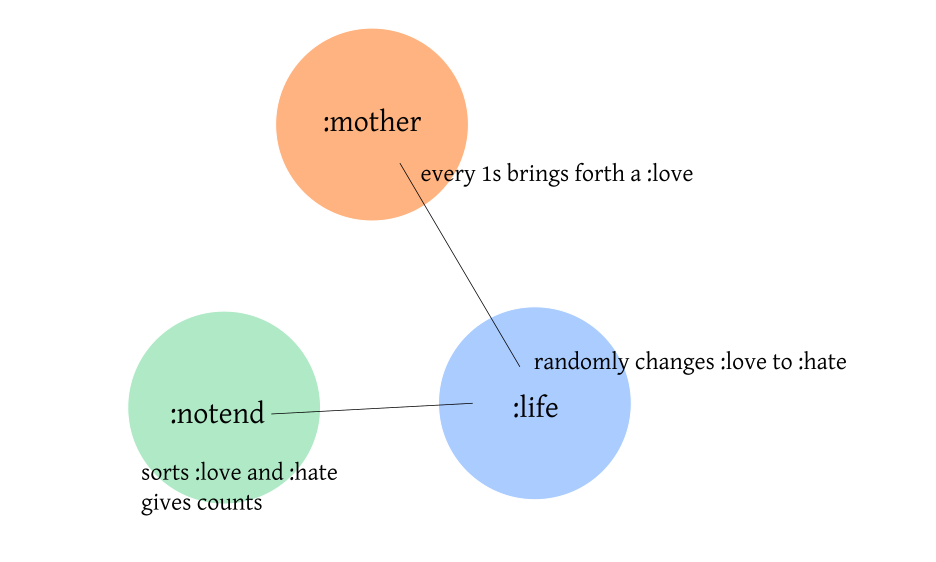 :mother
every 1s brings forth a :love
randomly changes :love to :hate
:life
:notend
sorts :love and :hate
gives counts